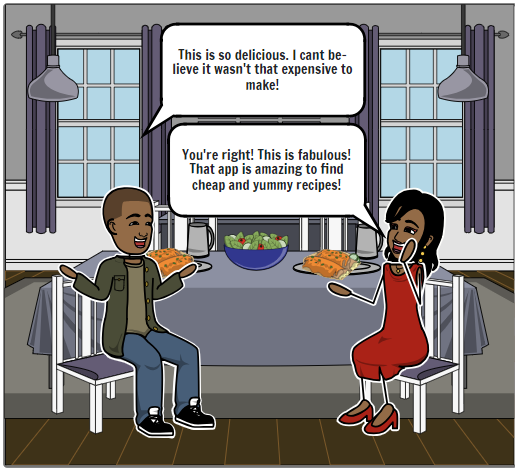 This is so delicious. I cant be-
lieve it wasn't that expensive to
make!
You're right! This is fabulous!
That app is amazing to find
cheap and yummy recipes!